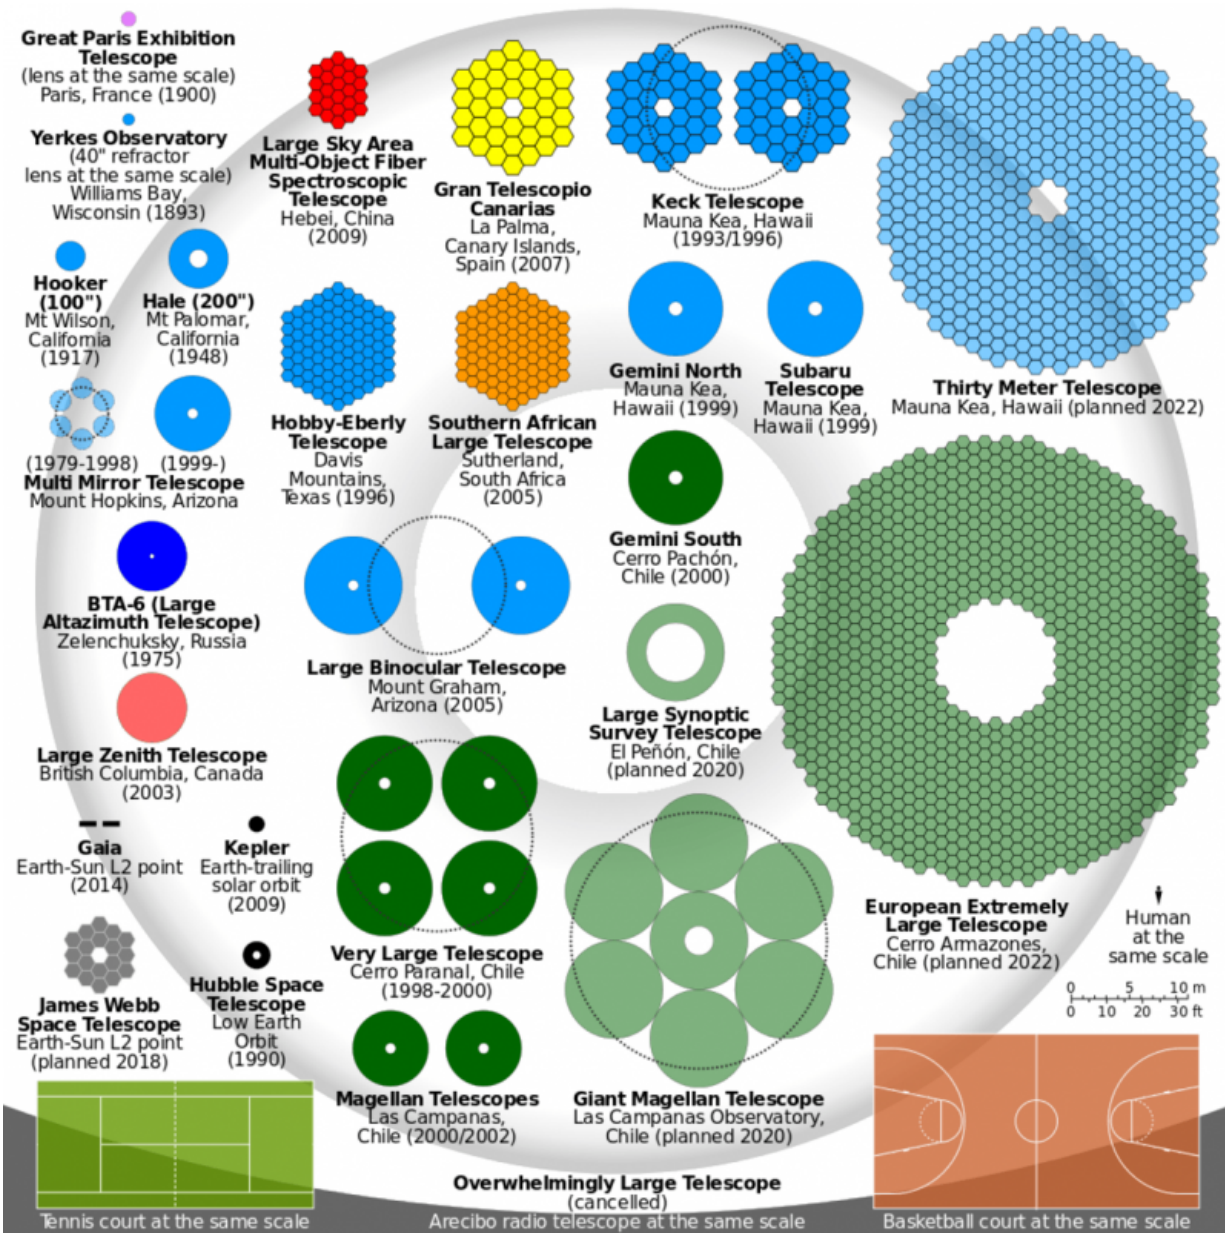 Great Paris Exhibition
Telescope
(lens at the same scale)
Paris, France (1900)
Yerkes Observatory
(40" refractor
lens at the same scale)
Williams Bay,
Wisconsin (1893)
Hooker
(100")
Mt Wilson,
California
(1917)
Hale (200")
Mt Palomar,
California
(1948)
(1979-1998)
(1999-)
Multi Mirror Telescope
Mount Hopkins, Arizona
BTA-6 (Large
Altazimuth Telescope)
Zelenchuksky, Russia
(1975)
Large Zenith Telescope
British Columbia, Canada
(2003)
Gaia
Earth-Sun L2 point
(2014)
Kepler
Earth-trailing
solar orbit
(2009)
James Webb
Space Telescope
Earth-Sun L2 point
(planned 2018)
Hubble Space
Telescope
Low Earth
Orbit
(1990)
Large Sky Area
Multi-Object Fiber
Spectroscopic
Telescope
Hebei, China
(2009)
Gran Telescopio
Canarias
La Palma,
Canary Islands,
Spain (2007)
Keck Telescope
Mauna Kea, Hawaii
(1993/1996)
Hobby-Eberly
Telescope
Davis
Mountains,
Texas (1996)
Southern African
Large Telescope
Sutherland,
South Africa
(2005)
Gemini North
Mauna Kea,
Hawaii (1999)
Subaru
Telescope
Mauna Kea,
Hawaii (1999)
Gemini South
Cerro Pachón,
Chile (2000)
Large Binocular Telescope
Mount Graham,
Arizona (2005)
Large Synoptic
Survey Telescope
El Peñón, Chile
(planned 2020)
Very Large Telescope
Cerro Paranal, Chile
(1998-2000)
Magellan Telescopes
Las Campanas,
Chile (2000/2002)
Giant Magellan Telescope
Las Campanas Observatory,
Chile (planned 2020)
Thirty Meter Telescope
Mauna Kea, Hawaii (planned 2022)
European Extremely
Large Telescope
Cerro Armazones,
Chile (planned 2022)
Human
at the
same scale
0 5 10 m
0 10 20 30 ft
Overwhelmingly Large Telescope
(cancelled)
Tennis court at the same scale
Arecibo radio telescope at the same scale
Basketball court at the same scale